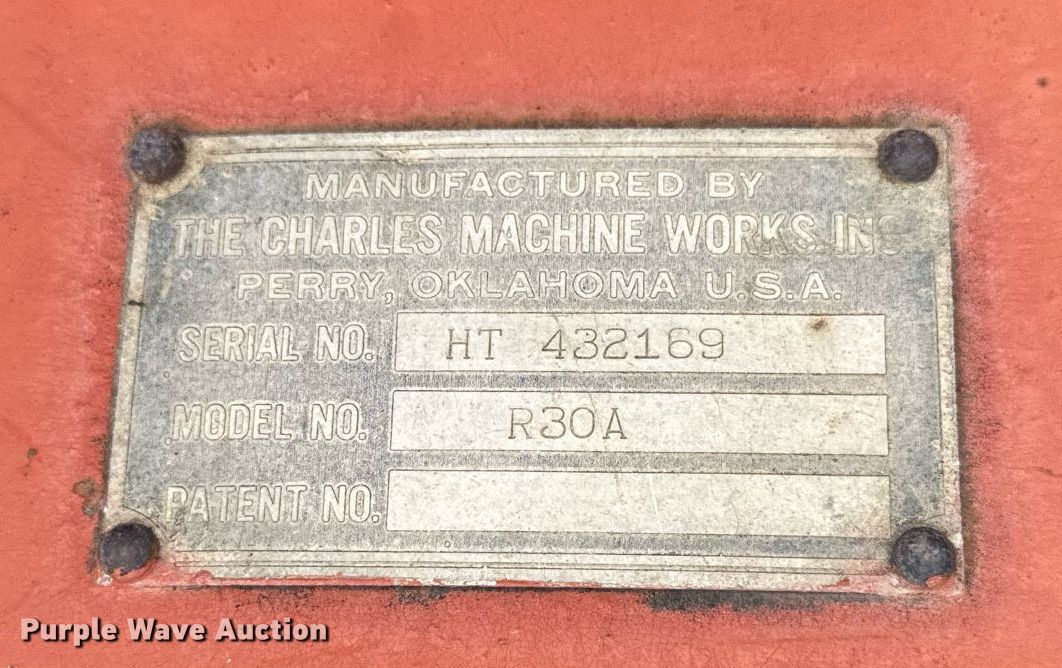 MANUFACTURED BY
THE CHARLES MACHINE WORKS INC
PERRY, OKLAHOMA U.S.A.
SERIAL NO. HT 432169
MODEL NO. R30A
PATENT NO.
Purple Wave Auction